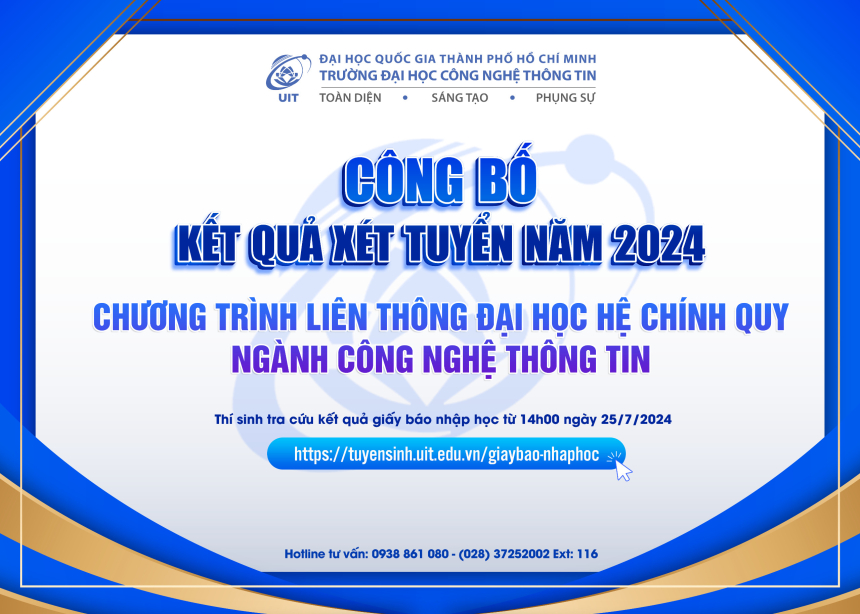 ĐẠI HỌC QUỐC GIA THÀNH PHỐ HỒ CHÍ MINH
TRƯỜNG ĐẠI HỌC CÔNG NGHỆ THÔNG TIN
UIT TOÀN DIỆN • SÁNG TẠO • PHỤNG SỰ
CÔNG BỐ
KẾT QUẢ XÉT TUYỂN NĂM 2024
CHƯƠNG TRÌNH LIÊN THÔNG ĐẠI HỌC HỆ CHÍNH QUY
NGÀNH CÔNG NGHỆ THÔNG TIN
Thí sinh tra cứu kết quả giấy báo nhập học từ 14h00 ngày 25/7/2024
https://tuyensinh.uit.edu.vn/giaybao-nhaphoc
Hotline tư vấn: 0938 861 080 - (028) 37252002 Ext: 116